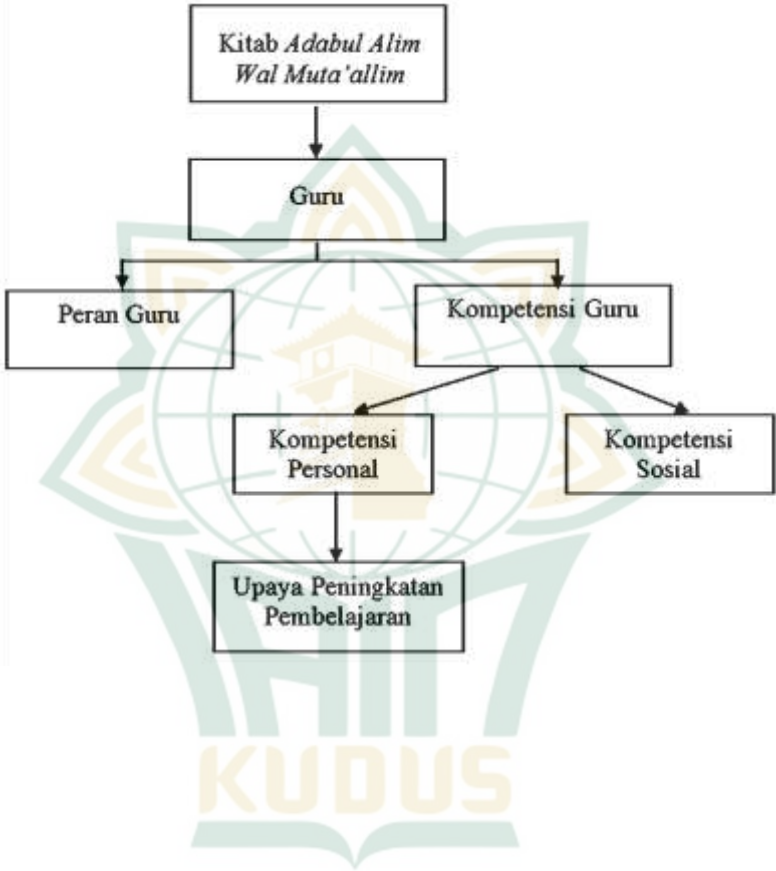 Kitab Adabul Alim
Wal Muta'allim
Guru
Peran Guru
Kompetensi Guru
Kompetensi
Personal
Kompetensi
Sosial
Upaya Peningkatan
Pembelajaran
IAIN
KUDUS